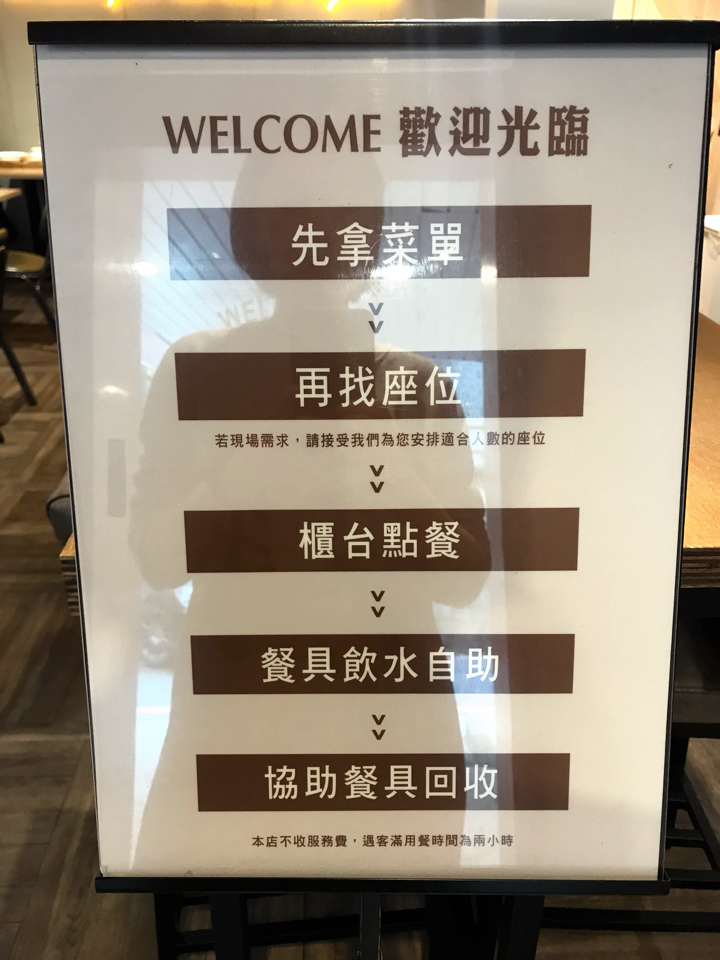 WELCOME 歡迎光臨
先拿菜單
再找座位
若現場需求，請接受我們為您安排適合人數的座位
櫃台點餐
餐具飲水自助
協助餐具回收
本店不收服務費，遇客滿用餐時間為兩小時